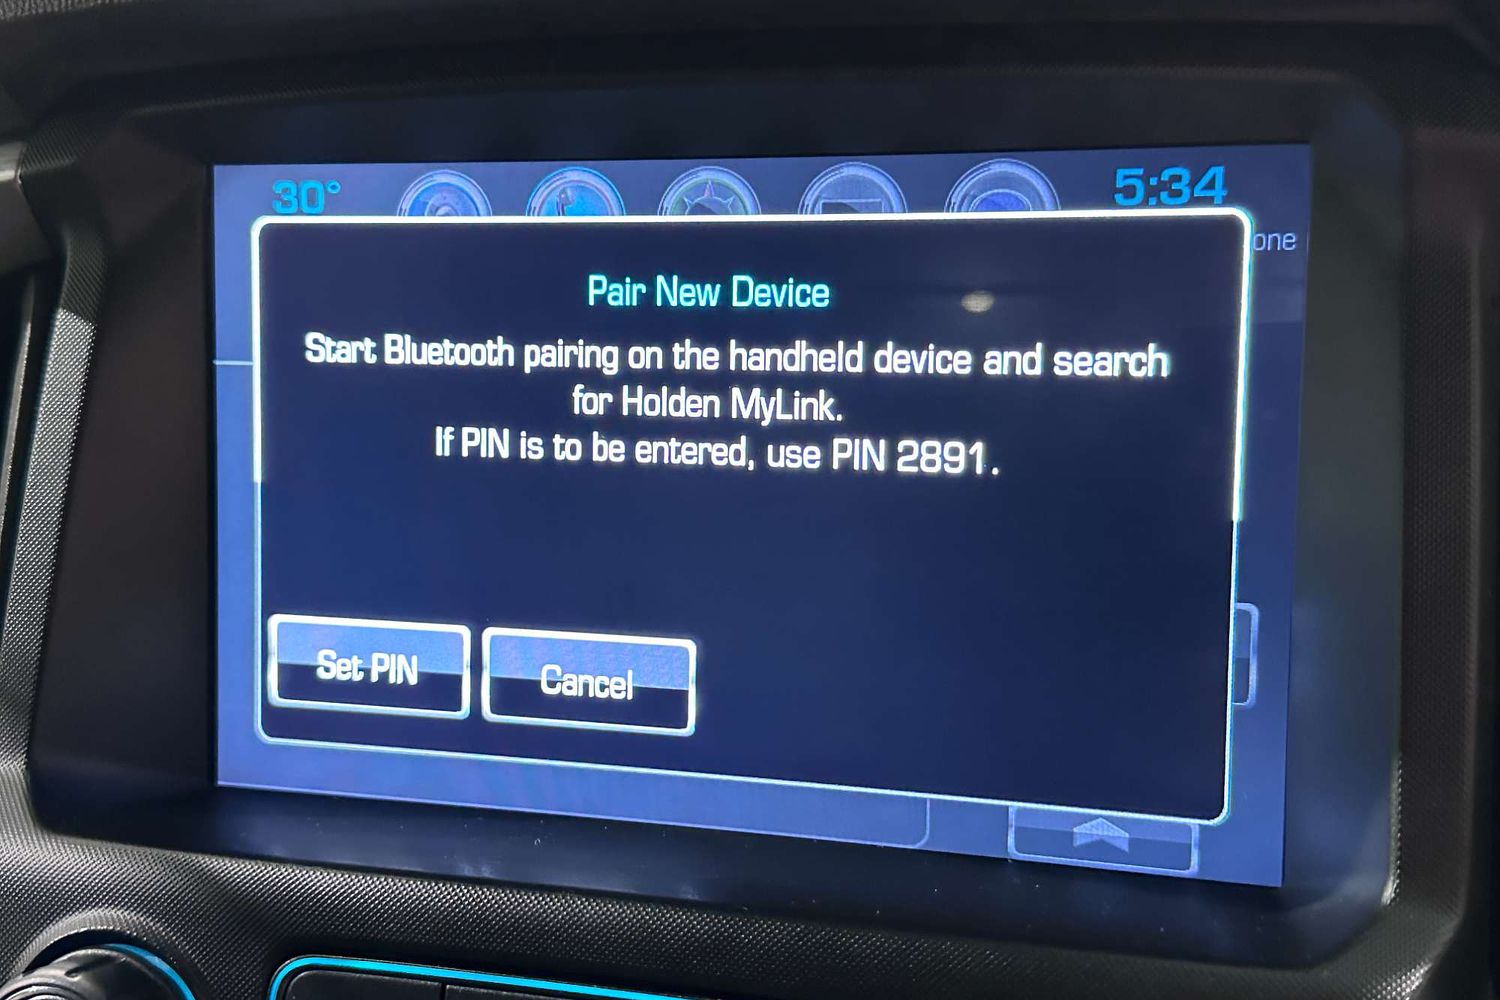 30°
5:34
one
Pair New Device
Start Bluetooth pairing on the handheld device and search
for Holden MyLink.
If PIN is to be entered, use PIN 2891.
Set PIN
Cancel